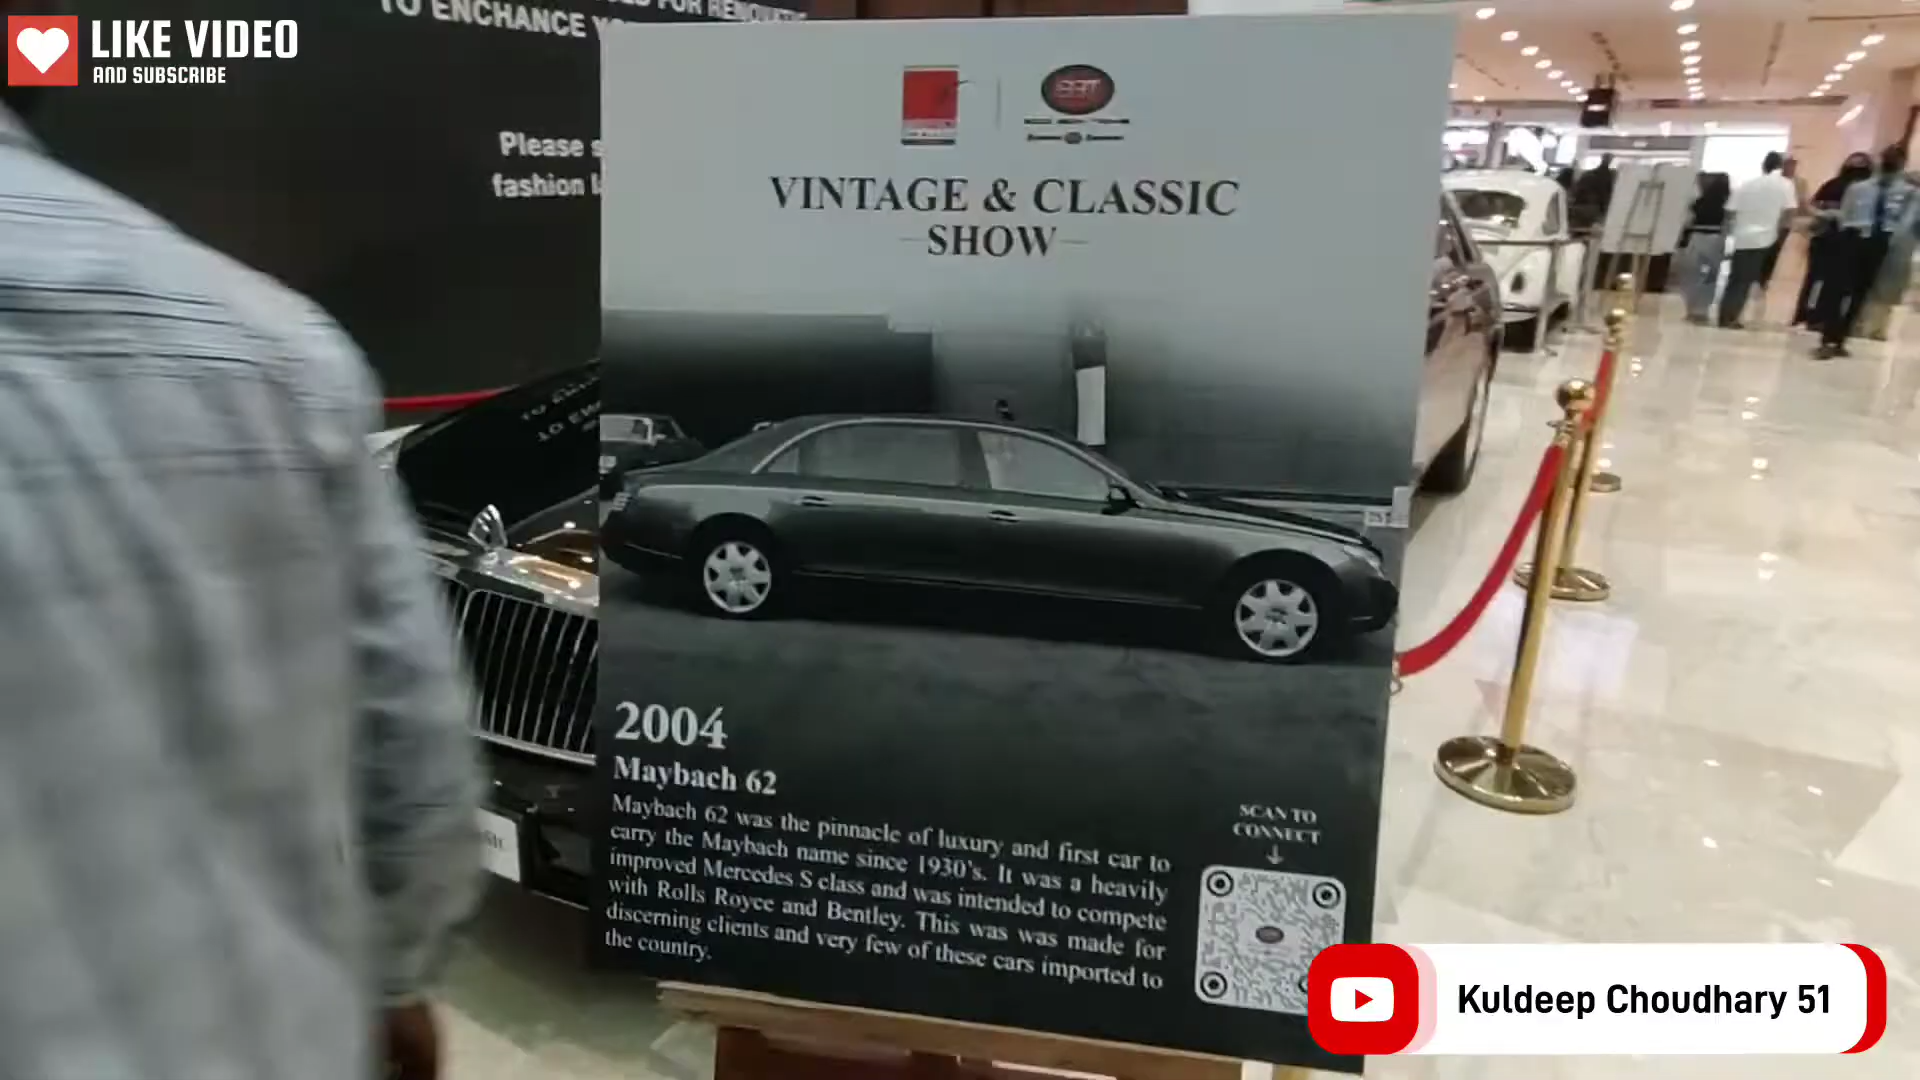 LIKE VIDEO
AND SUBSCRIBE
TO ENCHANCE
Please
fashion
VINTAGE & CLASSIC
SHOW
2004
Maybach 62
Maybach 62 was the pinnacle of luxury and first car to
carry the Maybach name since 1930's. It was a heavily
improved Mercedes S class and was intended to compete
with Rolls Royce and Bentley. This was was made for
discerning clients and very few of these cars imported to
the country.
SCAN TO
CONNECT
Kuldeep Choudhary 51